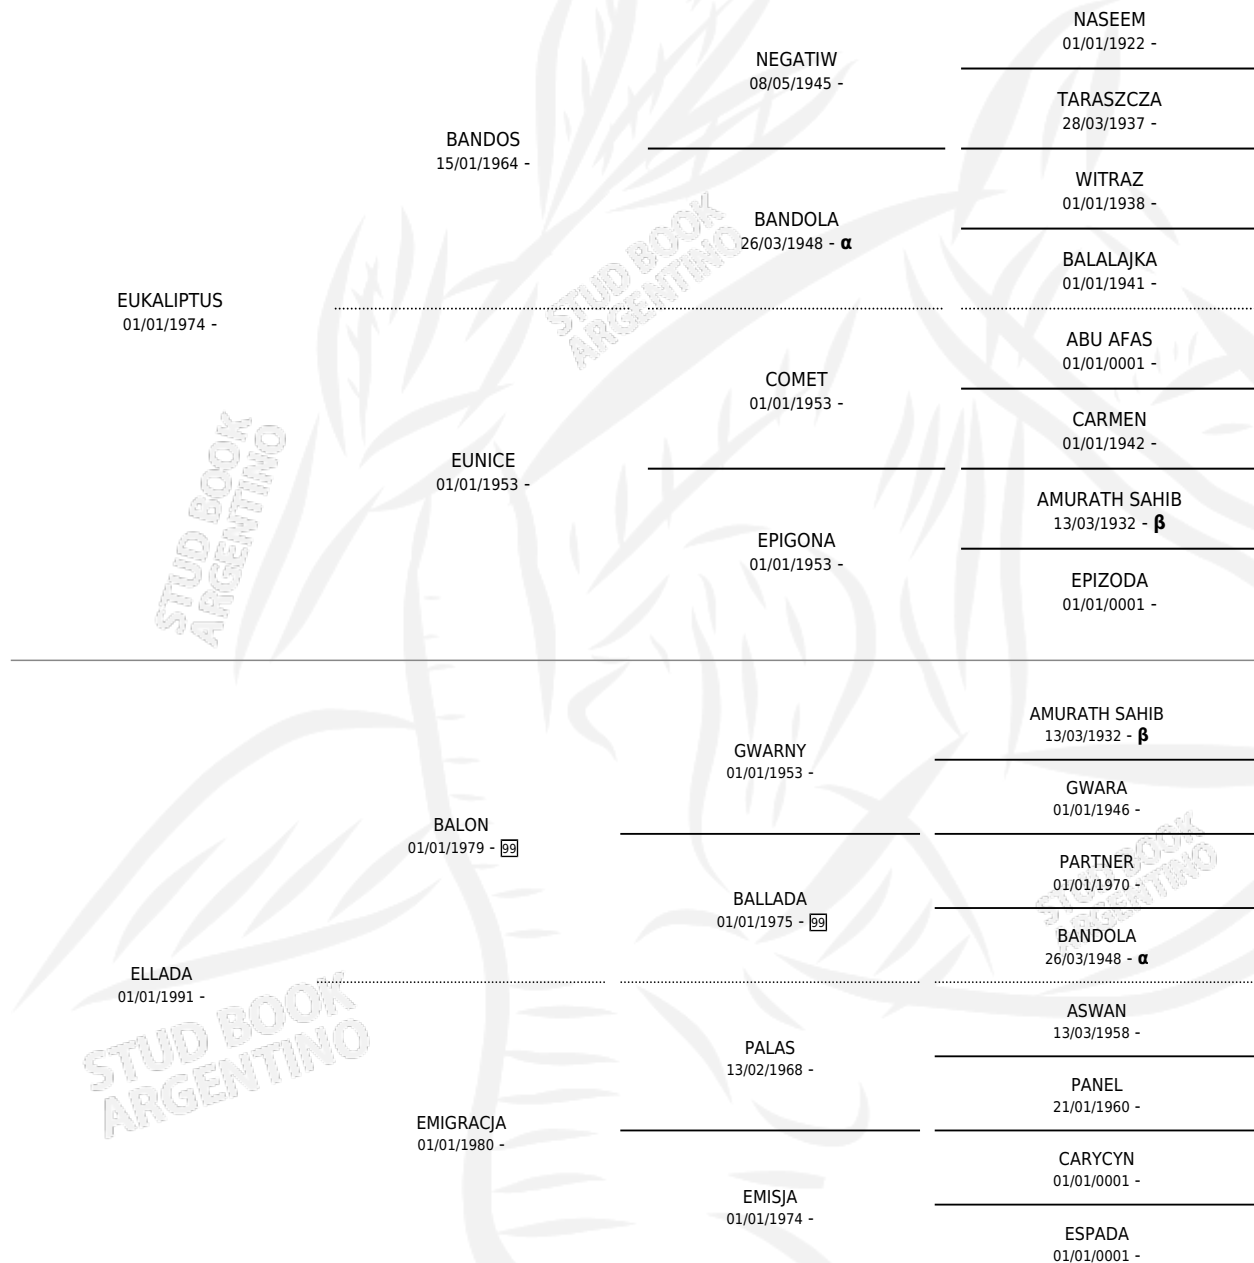 NASEEM
01/01/1922 -
NEGATIW
08/05/1945 -
TARASZCZA
28/03/1937 -
BANDOS
15/01/1964 -
WITRAZ
01/01/1938 -
BANDOLA
26/03/1948 - α
BALALAJKA
01/01/1941 -
EUKALIPTUS
01/01/1974 -
ABU AFAS
01/01/0001 -
COMET
01/01/1953 -
CARMEN
01/01/1942 -
EUNICE
01/01/1953 -
AMURATH SAHIB
13/03/1932 - β
EPIGONA
01/01/1953 -
EPIZODA
01/01/0001 -
AMURATH SAHIB
13/03/1932 - β
GWARNY
01/01/1953 -
GWARA
01/01/1946 -
BALON
01/01/1979 - 99
PARTNER
01/01/1970 -
BALLADA
01/01/1975 - 99
BANDOLA
26/03/1948 - α
ELLADA
01/01/1991 -
ASWAN
13/03/1958 -
PALAS
13/02/1968 -
PANEL
21/01/1960 -
EMIGRACJA
01/01/1980 -
CARYCYN
01/01/0001 -
EMISJA
01/01/1974 -
ESPADA
01/01/0001 -
STUD BOOK
ARGENTINO
STUD BOOK
ARGENTINO
STUD BOOK
ARGENTINO
STUD BOOK
ARGENTINO